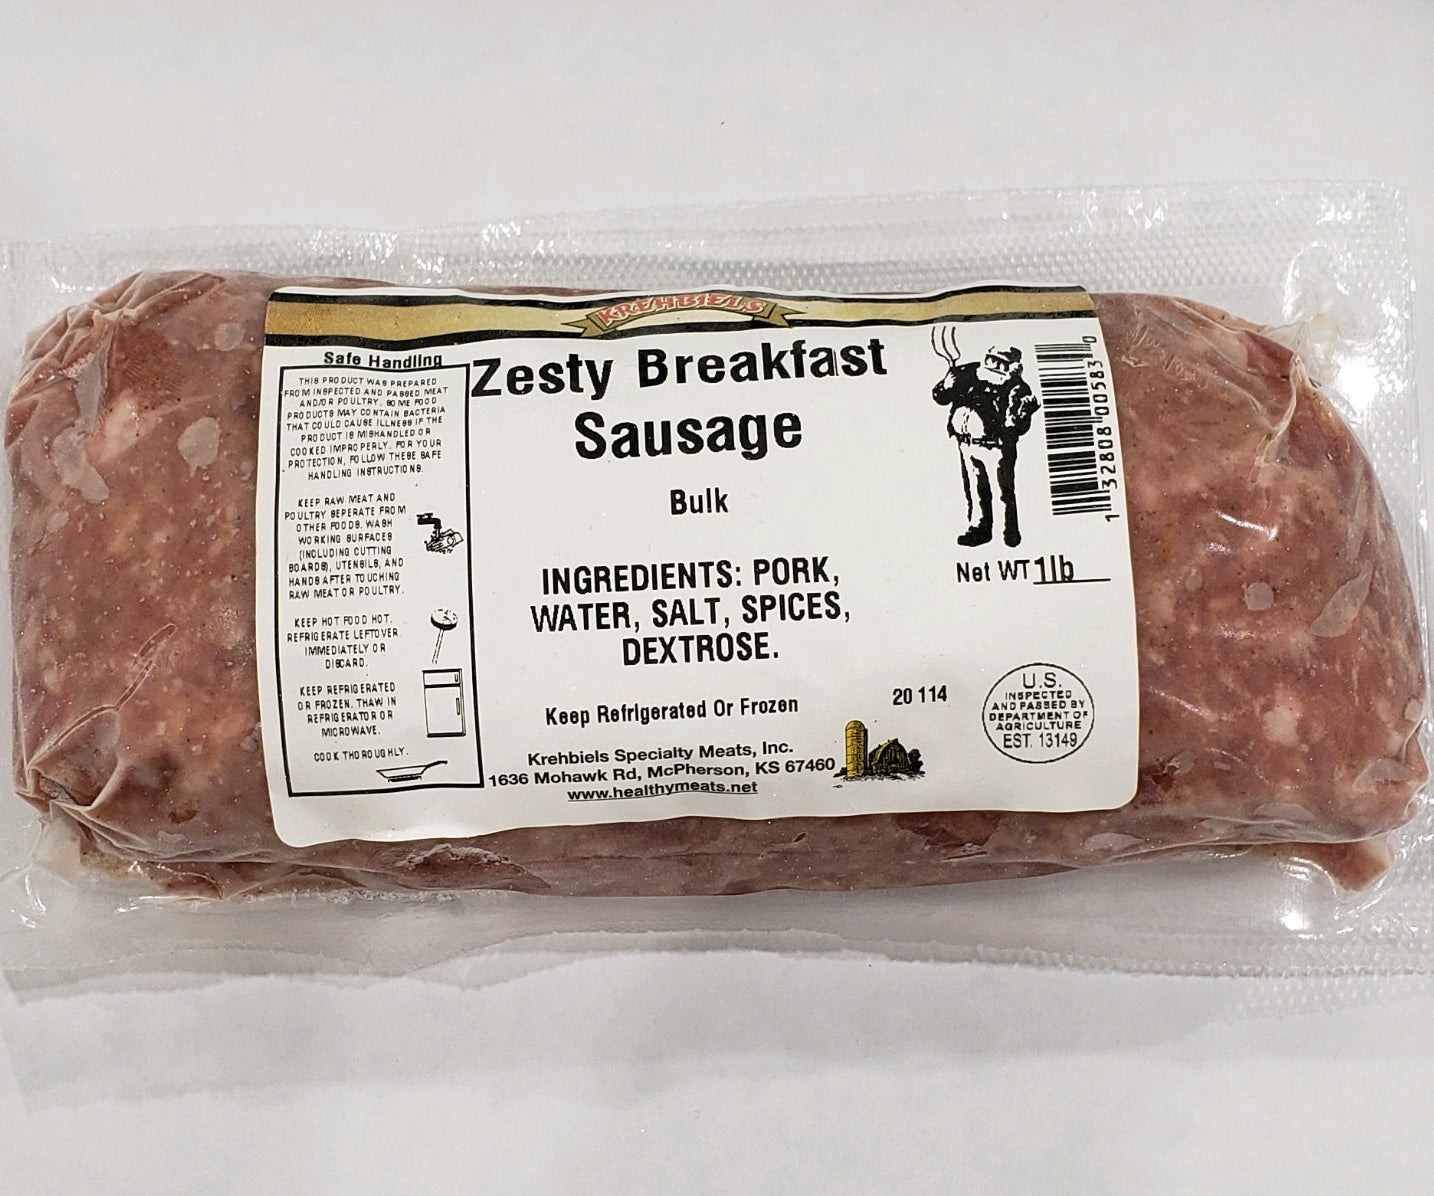 KREHBIELS
Safe Handling
THIS PRODUCT WAS PREPARED
FROM INSPECTED AND PASSED MEAT
AND/OR POULTRY. SOME FOOD
PRODUCTS MAY CONTAIN BACTERIA
THAT COULD CAUSE ILLNESS IF THE
PRODUCT IS MISHANDLED OR
COOKED IMPROPERLY. FOR YOUR
PROTECTION, FOLLOW THESE SAFE
HANDLING INSTRUCTIONS.
KEEP RAW MEAT AND
POULTRY SEPERATE FROM
OTHER FOODS. WASH
WORKING SURFACES
(INCLUDING CUTTING
BOARDS), UTENSILS, AND
HANDS AFTER TOUCHING
RAW MEAT OR POULTRY.
KEEP HOT FOOD HOT.
REFRIGERATE LEFTOVER
IMMEDIATELY OR
DISCARD.
KEEP REFRIGERATED
OR FROZEN. THAW IN
REFRIGERATOR OR
MICROWAVE.
COOK THOROUGHLY.
Zesty Breakfast
Sausage
Bulk
INGREDIENTS: PORK,
WATER, SALT, SPICES,
DEXTROSE.
Keep Refrigerated Or Frozen
Krehbiels Specialty Meats, Inc.
1636 Mohawk Rd, McPherson, KS 67460
www.healthymeats.net
1 32808 00583 0
Net WT 1lb
20 114
U.S.
INSPECTED
AND PASSED BY
DEPARTMENT OF
AGRICULTURE
EST. 13149